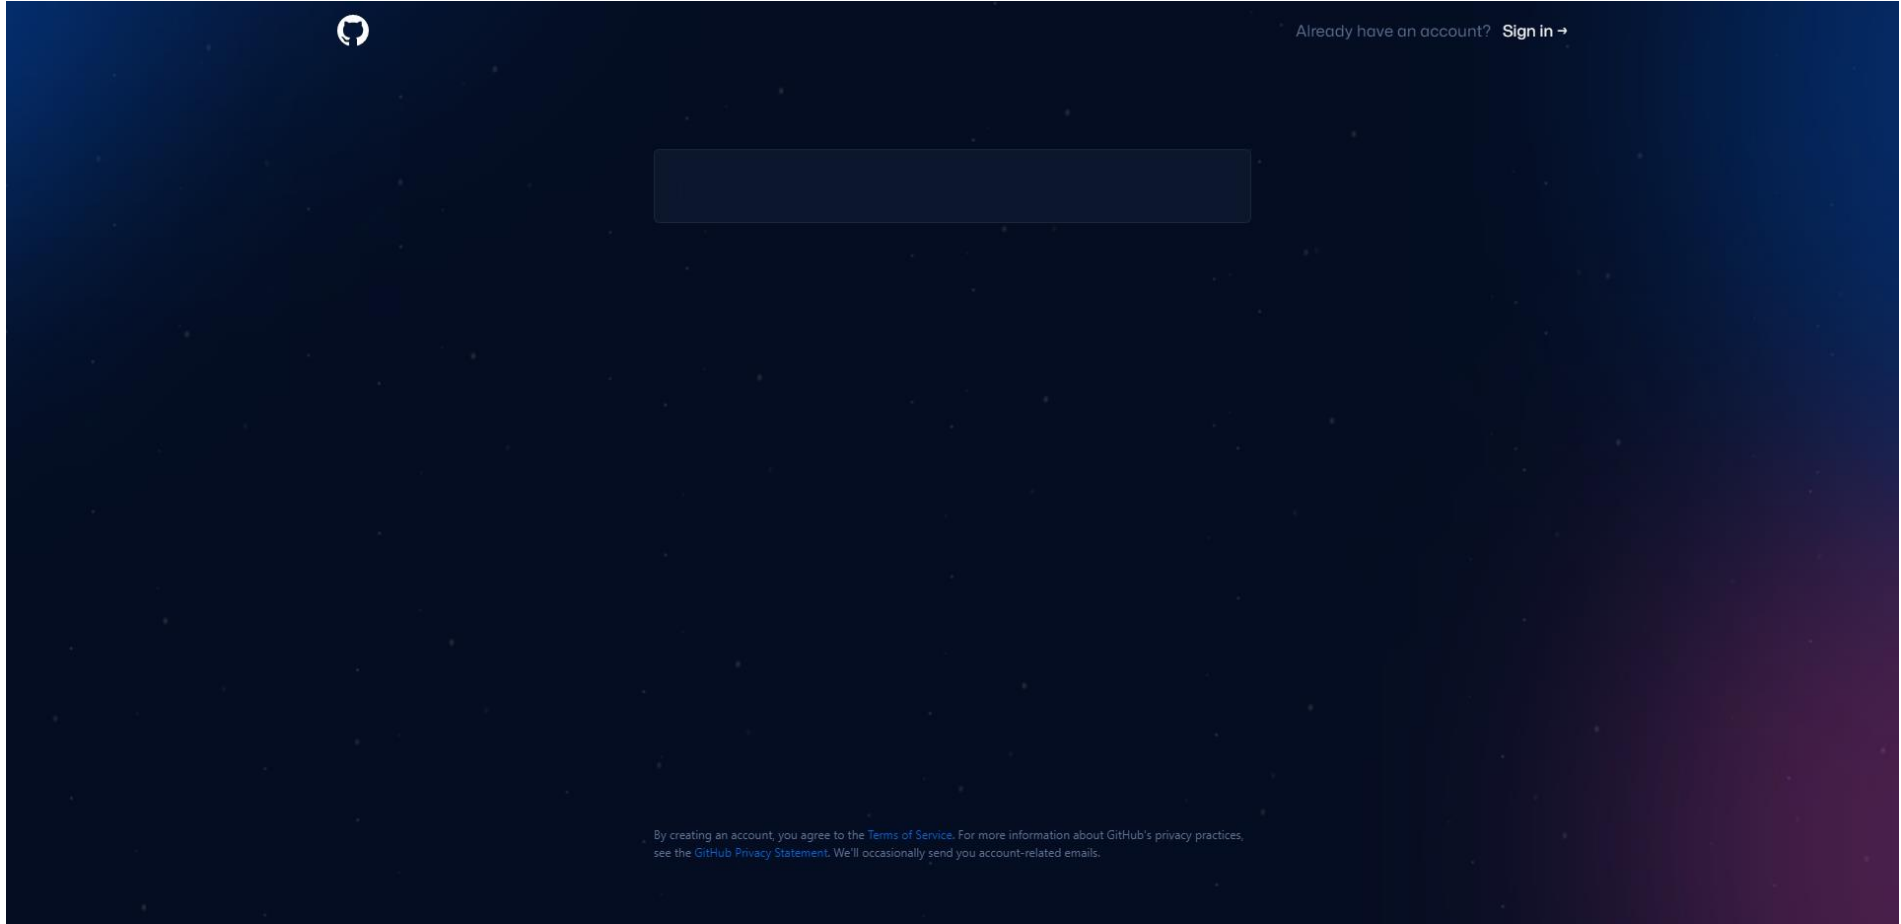 Already have an account? Sign in →
By creating an account, you agree to the Terms of Service. For more information about GitHub's privacy practices,
see the GitHub Privacy Statement. We'll occasionally send you account-related emails.